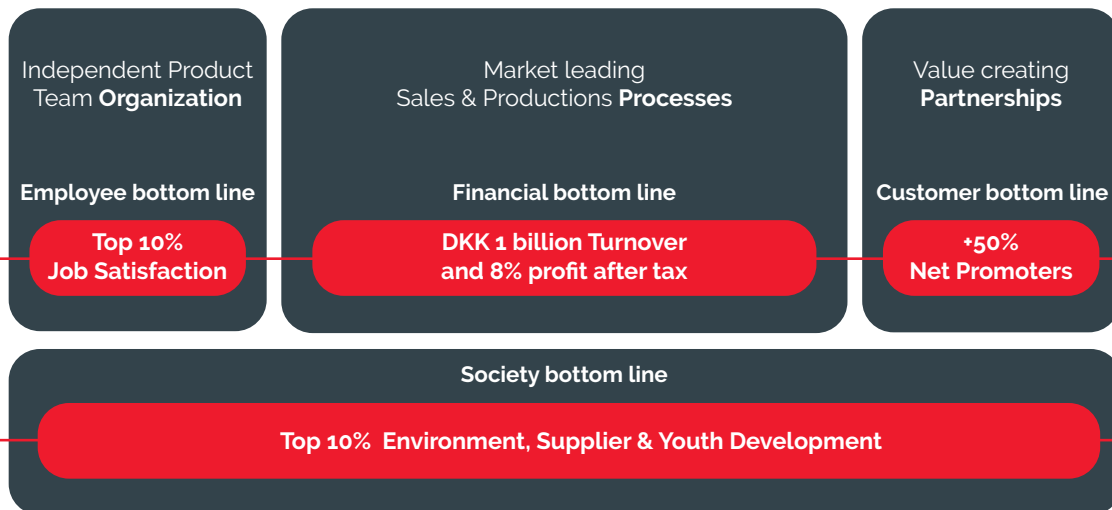 Independent Product
Team Organization
Employee bottom line
Top 10%
Job Satisfaction
Market leading
Sales & Productions Processes
Financial bottom line
DKK 1 billion Turnover
and 8% profit after tax
Value creating
Partnerships
Customer bottom line
+50%
Net Promoters
Society bottom line
Top 10% Environment, Supplier & Youth Development